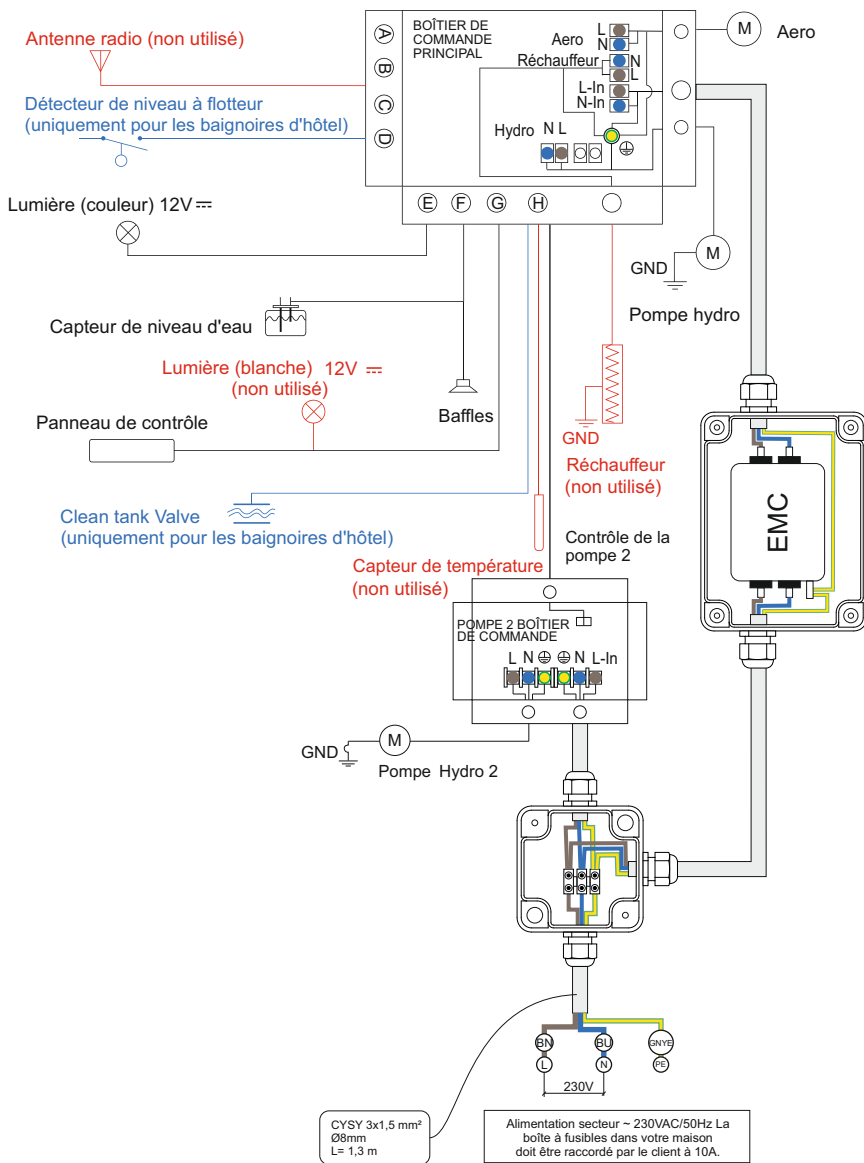 Antenne radio (non utilisé)
Détecteur de niveau à flotteur
(uniquement pour les baignoires d'hôtel)
A
B
C
D
BOÎTIER DE
COMMANDE
PRINCIPAL
Aero
L
N
Réchauffeur
N
L
L-In
N-In
Hydro
N L
M
Aero
E
F
G
H
Lumière (couleur) 12V
GND
M
Pompe hydro
Capteur de niveau d'eau
Lumière (blanche) 12V
(non utilisé)
Baffles
Panneau de contrôle
GND
Réchauffeur
(non utilisé)
EMC
Clean tank Valve
(uniquement pour les baignoires d'hôtel)
Capteur de température
(non utilisé)
Contrôle de la
pompe 2
POMPE 2 BOÎTIER
DE COMMANDE
L N N L-In
GND
M
Pompe Hydro 2
BN
BU
GNYE
L
N
PE
230V
CYSY 3x1,5 mm²
Ø8mm
L= 1,3 m
Alimentation secteur ~ 230VAC/50Hz La
boîte à fusibles dans votre maison
doit être raccordé par le client à 10A.